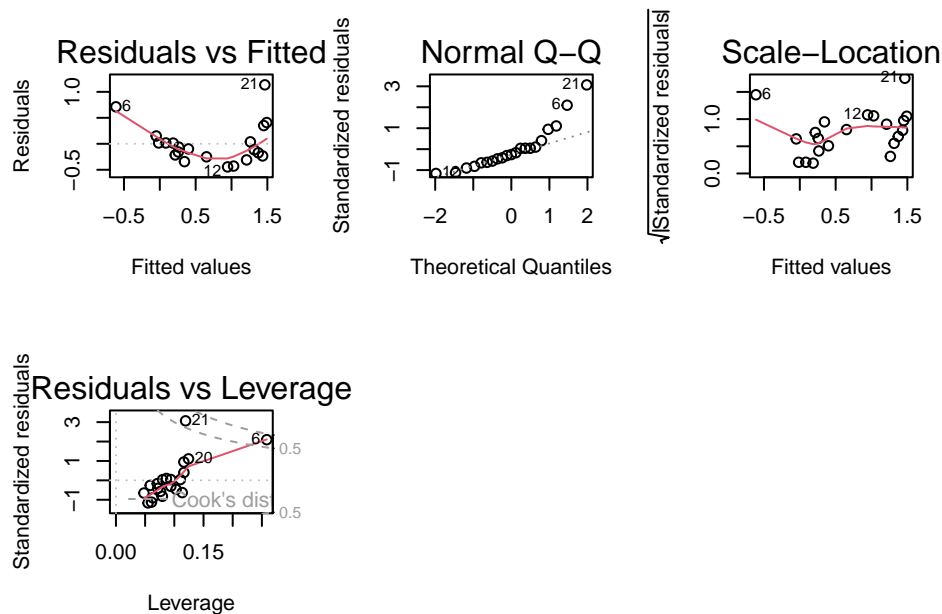 Residuals vs Fitted
Residuals
1.0
−0.5
6
21
12
−0.5
0.5
1.5
Fitted values
Normal Q−Q
Standardized residuals
3
1
−1
21
6
−2
0
1
2
Theoretical Quantiles
Scale−Location
√|Standardized residuals|
1.0
0.0
6
21
12
−0.5
0.5
1.5
Fitted values
Residuals vs Leverage
Standardized residuals
3
1
−1
21
6
20
0.5
Cook's dist
0.5
0.00
0.15
Leverage